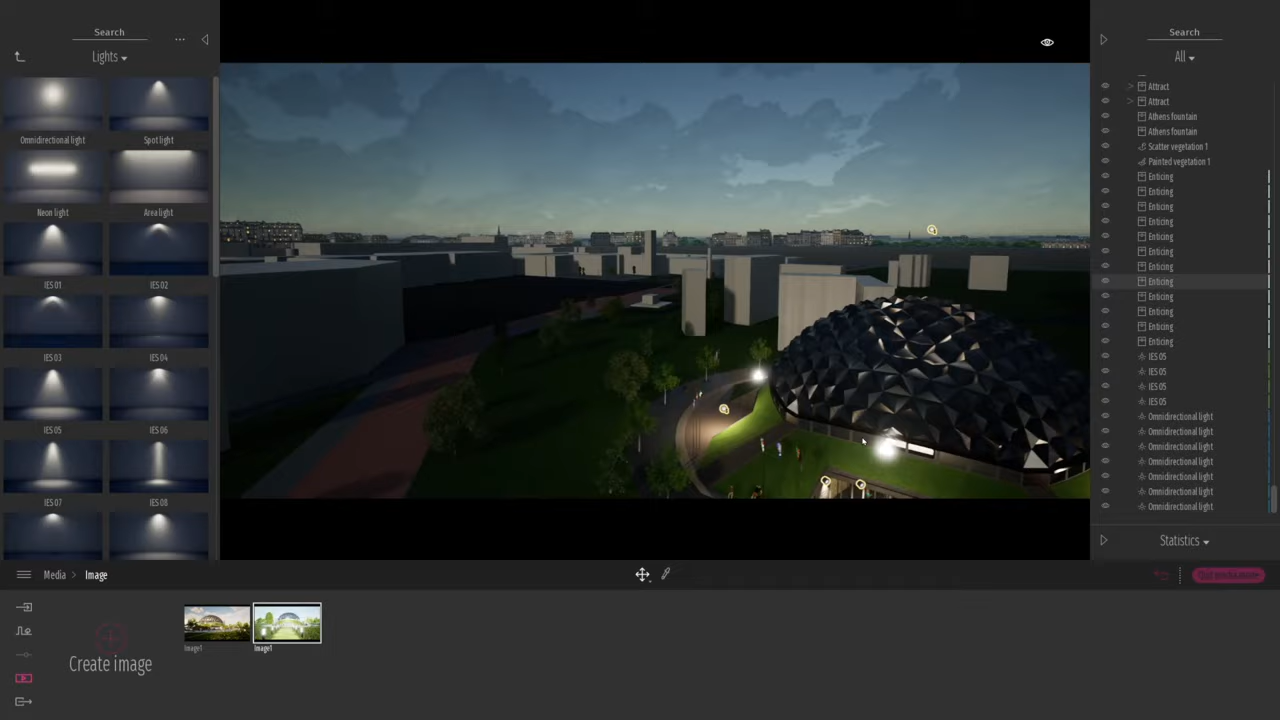 Search
...
Lights
Omnidirectional light
Spot light
Neon light
Area light
IES 01
IES 02
IES 03
IES 04
IES 05
IES 06
IES 07
IES 08
Search
All
Attract
Attract
Athens fountain
Athens fountain
Scatter vegetation 1
Painted vegetation 1
Enticing
Enticing
Enticing
Enticing
Enticing
Enticing
Enticing
Enticing
Enticing
Enticing
Enticing
Enticing
IES 05
IES 05
IES 05
IES 05
Omnidirectional light
Omnidirectional light
Omnidirectional light
Omnidirectional light
Omnidirectional light
Omnidirectional light
Omnidirectional light
Statistics
Media > Image
Create image
Image1
Image1